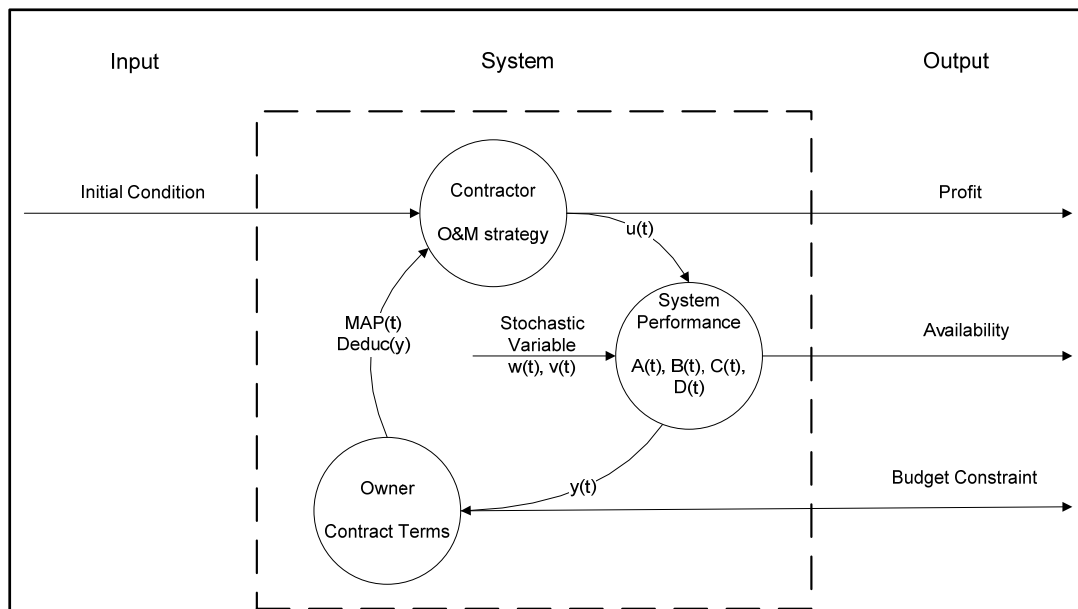 Input
System
Output
Initial Condition
Contractor
O&M strategy
Profit
u(t)
MAP(t)
Deduc(y)
Stochastic
Variable
w(t), v(t)
System
Performance
A(t), B(t), C(t),
D(t)
Availability
y(t)
Owner
Contract Terms
Budget Constraint